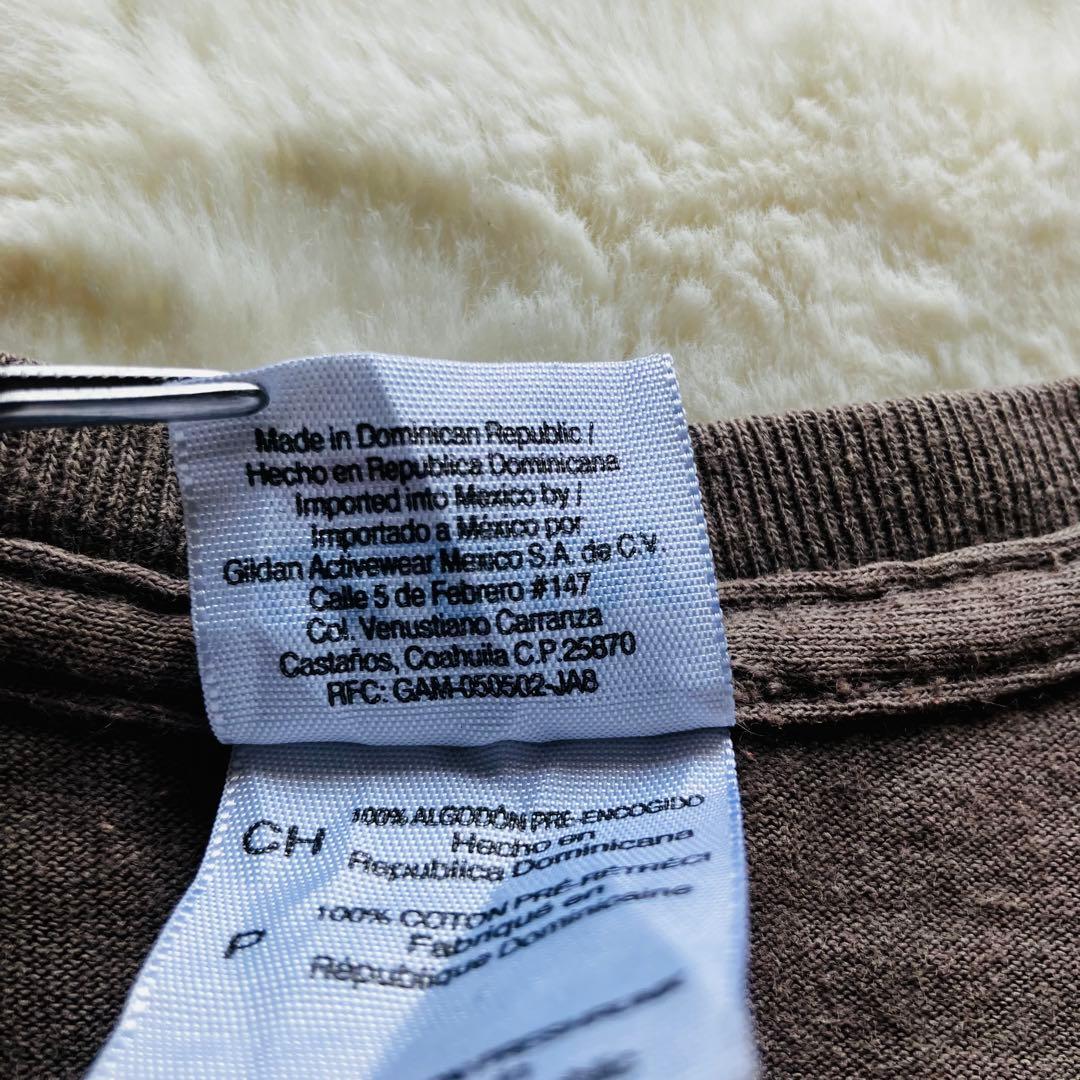 Made in Dominican Republic /
Hecho en Republica Dominicana
Imported into Mexico by /
Importado a México por
Gildan Activewear Mexico S.A. de C.V.
Calle 5 de Febrero #147
Col. Venustiano Carranza
Castaños, Coahuila C.P. 25870
RFC: GAM-050502-JA8
CH
100% ALGODÓN PRE-ENCOGIDO
Hecho en
Republica Dominicana
P
100% COTON PRÉ-RÉTRÉCI
Fabriqué en
République Dominicaine